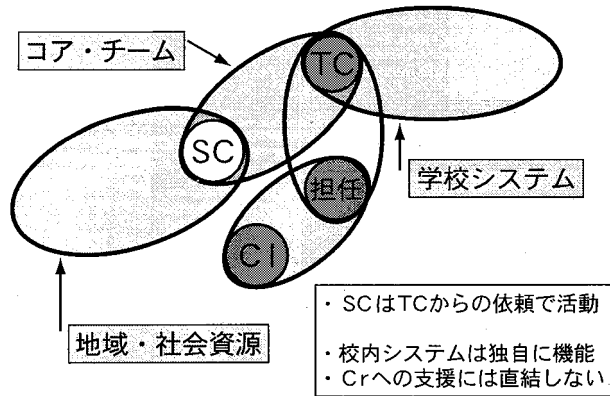 コア・チーム
TC
SC
学校システム
担任
Cl
地域・社会資源
・SCはTCからの依頼で活動
・校内システムは独自に機能
・Crへの支援には直結しない